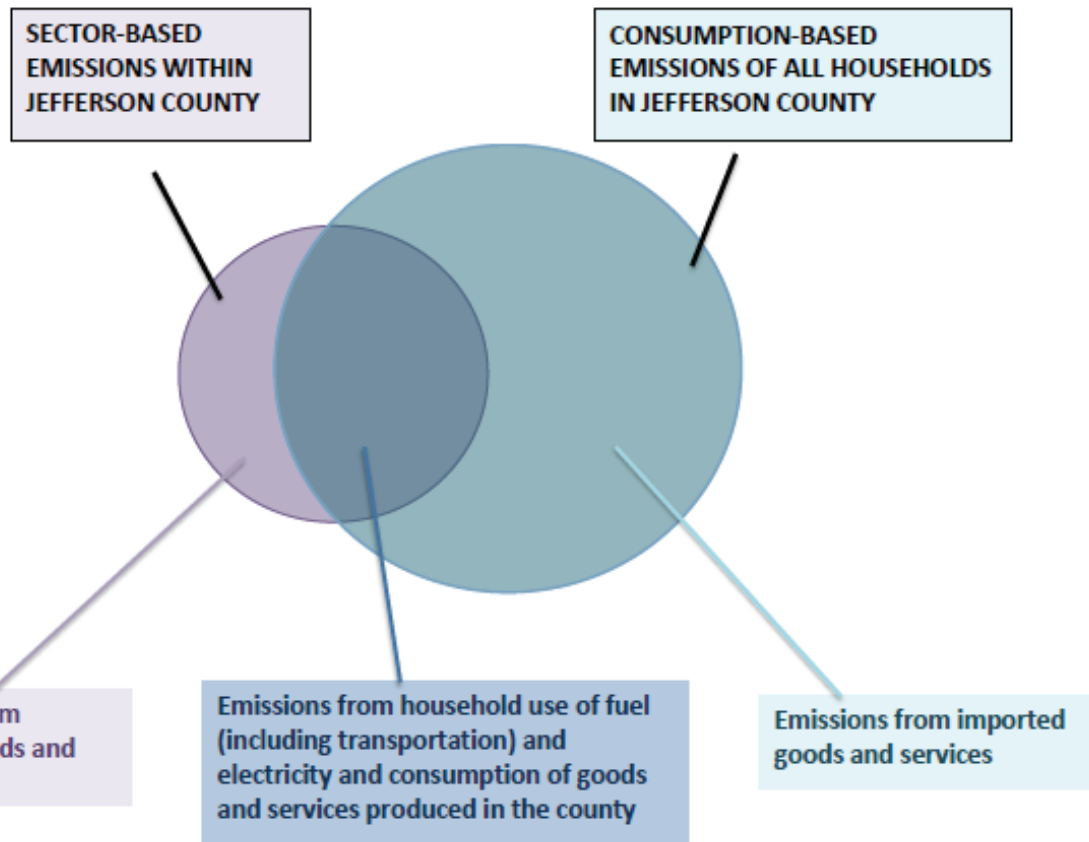 SECTOR-BASED
EMISSIONS WITHIN
JEFFERSON COUNTY
CONSUMPTION-BASED
EMISSIONS OF ALL HOUSEHOLDS
IN JEFFERSON COUNTY
and
Emissions from household use of fuel
(including transportation) and
electricity and consumption of goods
and services produced in the county
Emissions from imported
goods and services